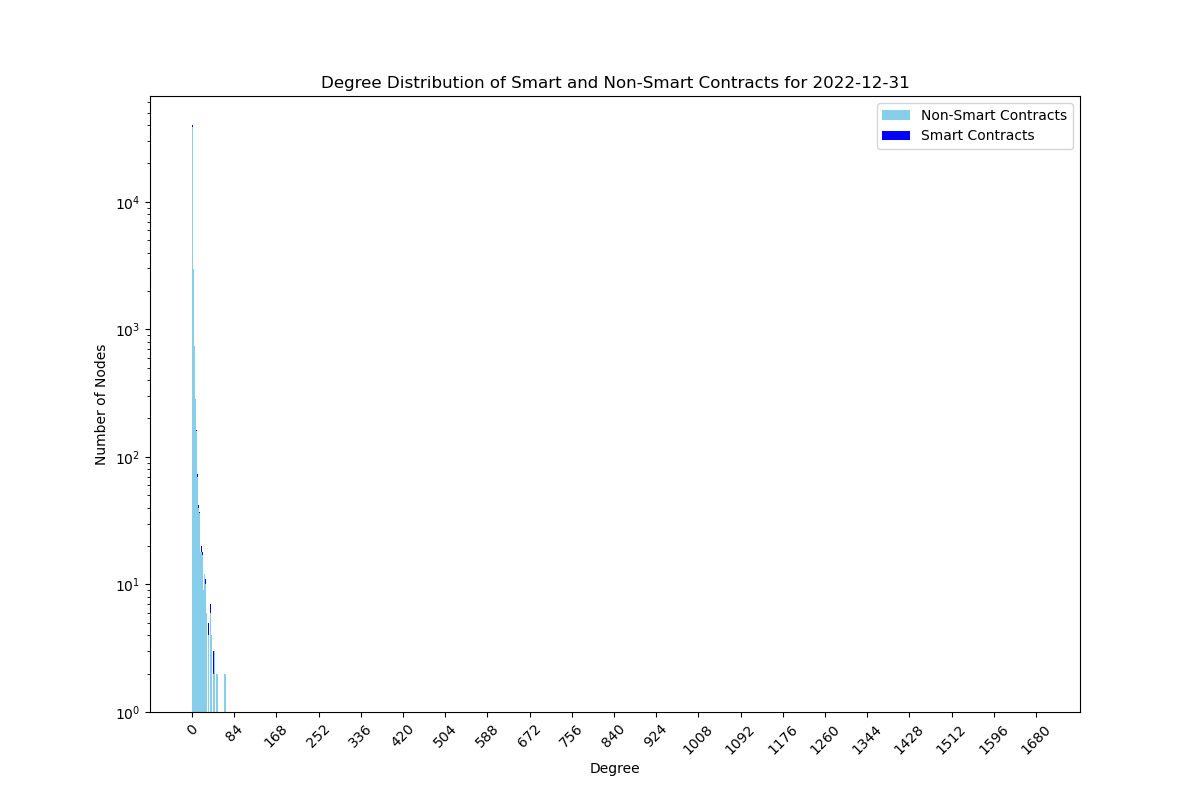 Degree Distribution of Smart and Non-Smart Contracts for 2022-12-31
Non-Smart Contracts
Smart Contracts
Number of Nodes
10^4
10^3
10^2
10^1
10^0
0 84 168 252 336 420 504 588 672 756 840 924 1008 1092 1176 1260 1344 1428 1512 1596 1680
Degree